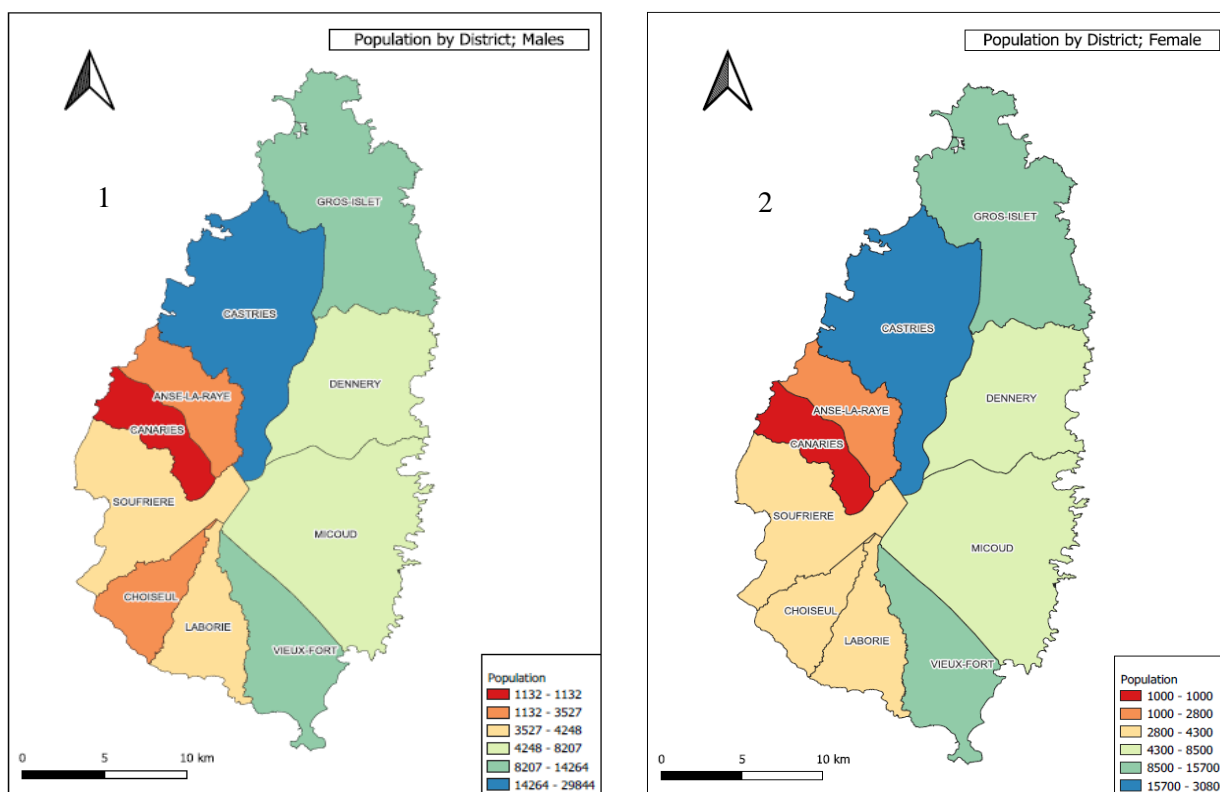 Population by District; Males
1
GROS-ISLET
CASTRIES
DENNERY
ANSE-LA-RAYE
CANARIES
SOUFRIERE
MICOUD
CHOISEUL
LABORIE
VIEUX-FORT
Population
1132 - 1132
1132 - 3527
3527 - 4248
4248 - 8207
8207 - 14264
14264 - 29844
0 5 10 km
Population by District; Female
2
GROS-ISLET
CASTRIES
DENNERY
ANSE-LA-RAYE
CANARIES
SOUFRIERE
MICOUD
CHOISEUL
LABORIE
VIEUX-FORT
Population
1000 - 1000
1000 - 2800
2800 - 4300
4300 - 8500
8500 - 15700
15700 - 3080
0 5 10 km